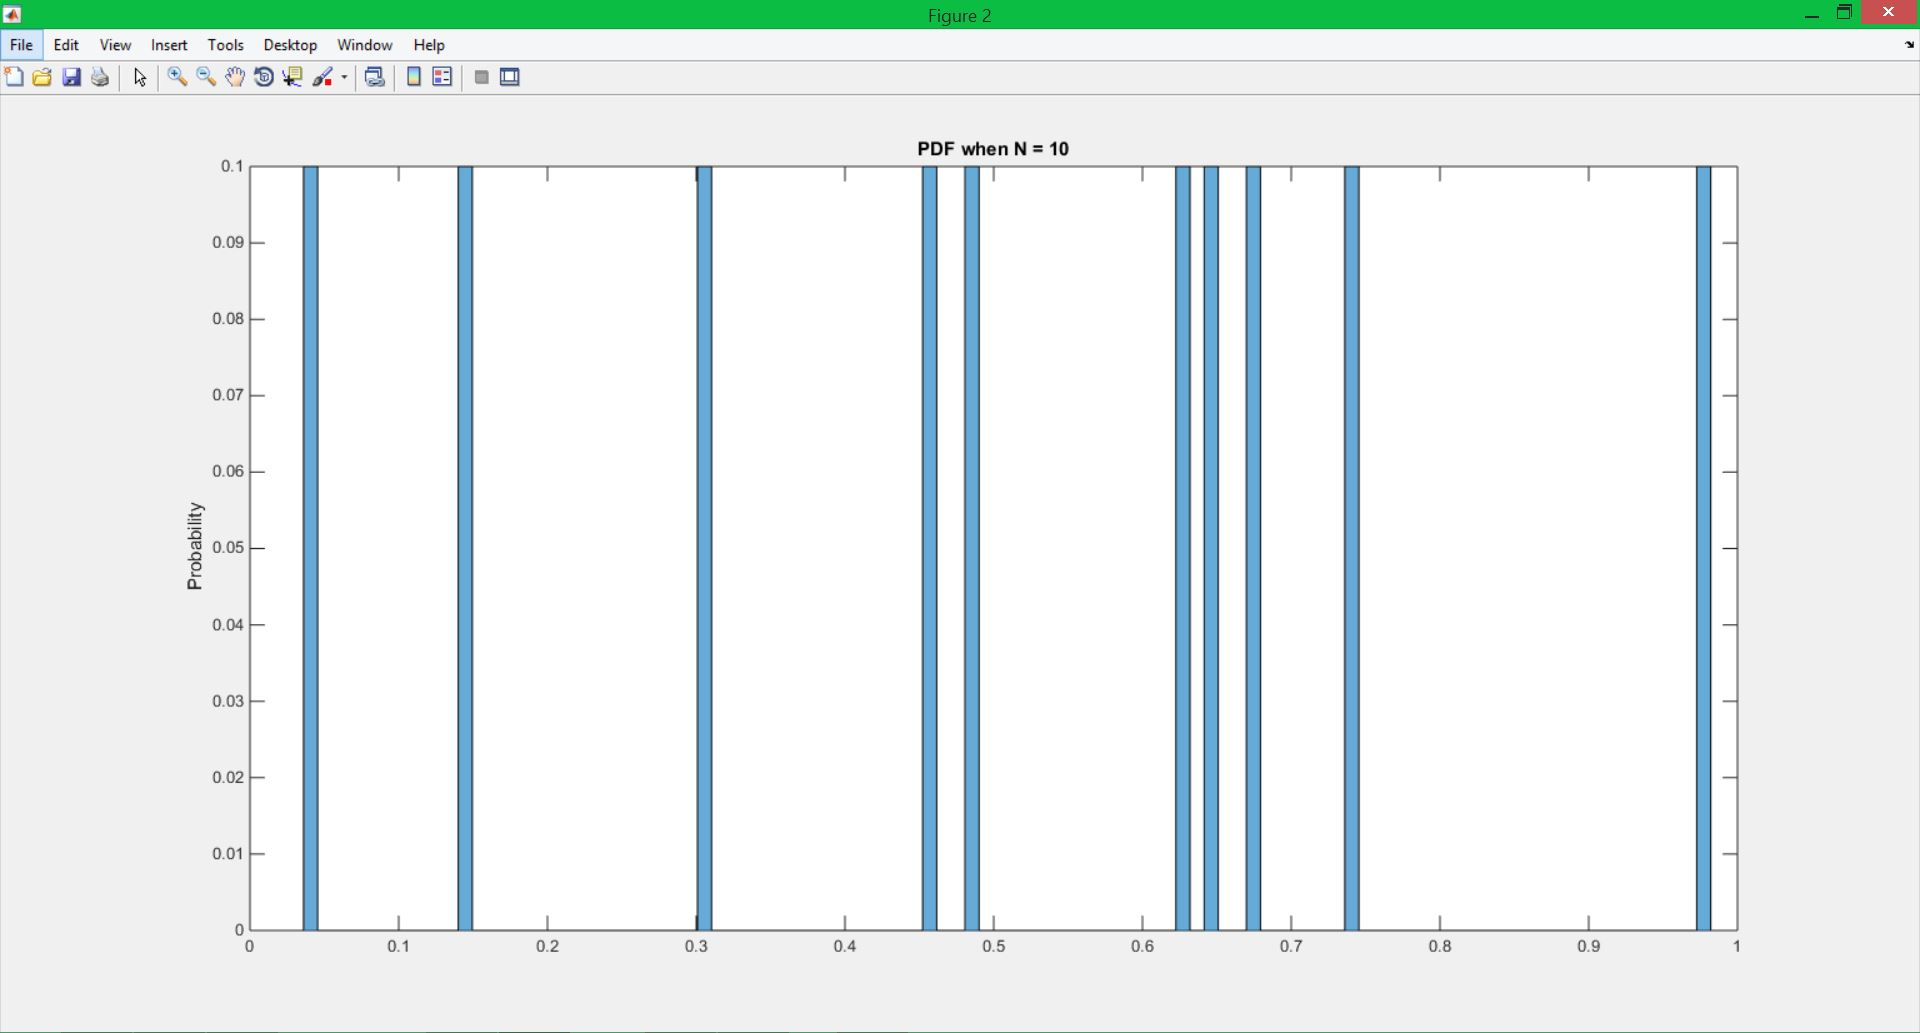 Figure 2
File Edit View Insert Tools Desktop Window Help
PDF when N = 10
0.1
0.09
0.08
0.07
0.06
0.05
0.04
0.03
0.02
0.01
0
Probability
0 0.1 0.2 0.3 0.4 0.5 0.6 0.7 0.8 0.9 1